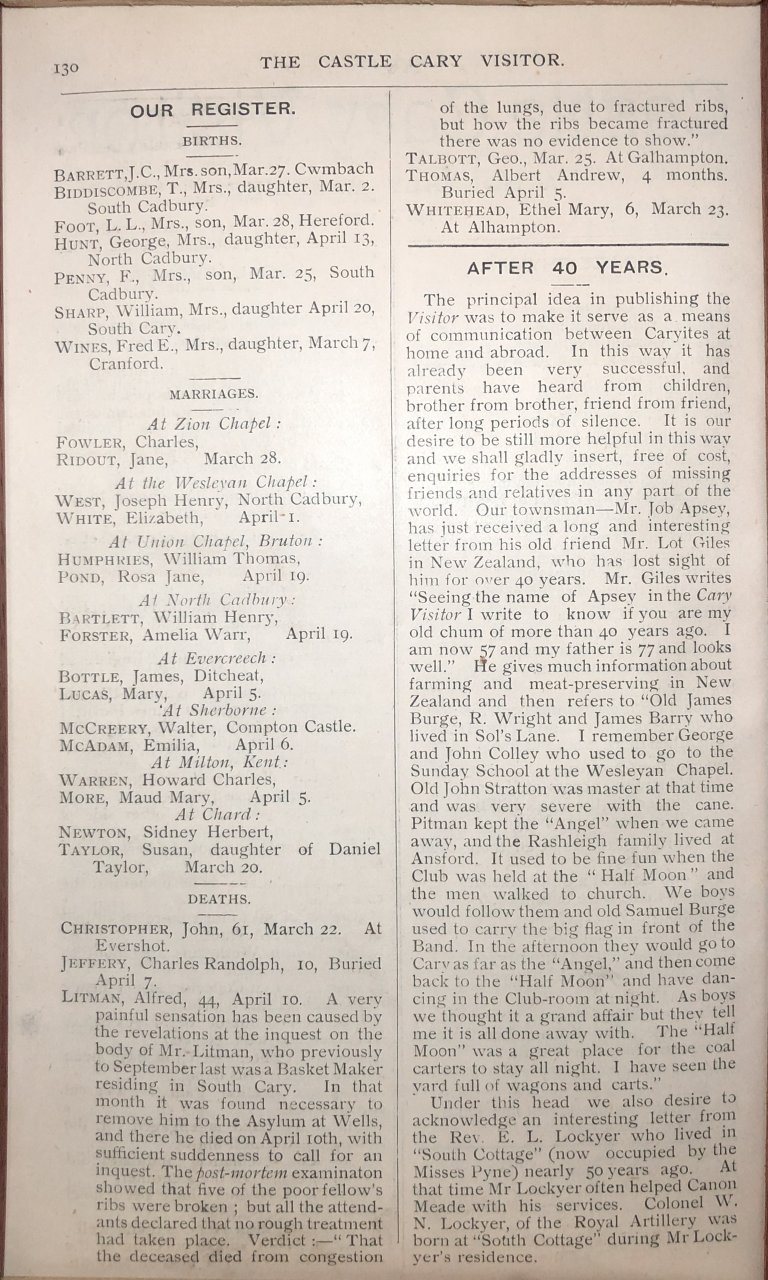 130
THE CASTLE CARY VISITOR.
OUR REGISTER.
BIRTHS.
BARRETT, J.C., Mrs. son, Mar. 27. Cwmbach
BIDDISCOMBE, T., Mrs., daughter, Mar. 2.
South Cadbury.
FOOT, L. L., Mrs., son, Mar. 28, Hereford.
HUNT, George, Mrs., daughter, April 13,
North Cadbury.
PENNY, F., Mrs., son, Mar. 25, South
Cadbury.
SHARP, William, Mrs., daughter April 20,
South Cary.
WINES, Fred E., Mrs., daughter, March 7,
Cranford.
MARRIAGES.
At Zion Chapel:
FOWLER, Charles,
RIDOUT, Jane, March 28.
At the Wesleyan Chapel:
WEST, Joseph Henry, North Cadbury,
WHITE, Elizabeth, April 1.
At Union Chapel, Bruton:
HUMPHRIES, William Thomas,
POND, Rosa Jane, April 19.
At North Cadbury:
BARTLETT, William Henry,
FORSTER, Amelia Warr, April 19.
At Evercreech:
BOTTLE, James, Ditcheat,
LUCAS, Mary, April 5.
At Sherborne:
MCCREERY, Walter, Compton Castle.
MCADAM, Emilia, April 6.
At Milton, Kent:
WARREN, Howard Charles,
MORE, Maud Mary, April 5.
At Chard:
NEWTON, Sidney Herbert,
TAYLOR, Susan, daughter of Daniel
Taylor, March 20.
DEATHS.
CHRISTOPHER, John, 61, March 22. At
Evershot.
JEFFERY, Charles Randolph, 10, Buried
April 7.
LITMAN, Alfred, 44, April 10. A very
painful sensation has been caused by
the revelations at the inquest on the
body of Mr. Litman, who previously
to September last was a Basket Maker
residing in South Cary. In that
month it was found necessary to
remove him to the Asylum at Wells,
and there he died on April 10th, with
sufficient suddenness to call for an
inquest. The post-mortem examinaton
showed that five of the poor fellow's
ribs were broken; but all the attend-
ants declared that no rough treatment
had taken place. Verdict:—"That
the deceased died from congestion
of the lungs, due to fractured ribs,
but how the ribs became fractured
there was no evidence to show."
TALBOTT, Geo., Mar. 25. At Galhampton.
THOMAS, Albert Andrew, 4 months.
Buried April 5.
WHITEHEAD, Ethel Mary, 6, March 23.
At Alhampton.
AFTER 40 YEARS.
The principal idea in publishing the
Visitor was to make it serve as a means
of communication between Caryites at
home and abroad. In this way it has
already been very successful, and
parents have heard from children,
brother from brother, friend from friend,
after long periods of silence. It is our
desire to be still more helpful in this way
and we shall gladly insert, free of cost,
enquiries for the addresses of missing
friends and relatives in any part of the
world. Our townsman—Mr. Job Apsey,
has just received a long and interesting
letter from his old friend Mr. Lot Giles
in New Zealand, who has lost sight of
him for over 40 years. Mr. Giles writes
"Seeing the name of Apsey in the Cary
Visitor I write to know if you are my
old chum of more than 40 years ago. I
am now 57 and my father is 77 and looks
well." He gives much information about
farming and meat-preserving in New
Zealand and then refers to "Old James
Burge, R. Wright and James Barry who
lived in Sol's Lane. I remember George
and John Colley who used to go to the
Sunday School at the Wesleyan Chapel.
Old John Stratton was master at that time
and was very severe with the cane.
Pitman kept the "Angel" when we came
away, and the Rashleigh family lived at
Ansford. It used to be fine fun when the
Club was held at the "Half Moon" and
the men walked to church. We boys
would follow them and old Samuel Burge
used to carry the big flag in front of the
Band. In the afternoon they would go to
Cary as far as the "Angel," and then come
back to the "Half Moon" and have dan-
cing in the Club-room at night. As boys
we thought it a grand affair but they tell
me it is all done away with. The "Half
Moon" was a great place for the coal
carters to stay all night. I have seen the
yard full of wagons and carts."
Under this head we also desire to
acknowledge an interesting letter from
the Rev. E. L. Lockyer who lived in
"South Cottage" (now occupied by the
Misses Pyne) nearly 50 years ago. At
that time Mr Lockyer often helped Canon
Meade with his services. Colonel W.
N. Lockyer, of the Royal Artillery was
born at "South Cottage" during Mr Lock-
yer's residence.